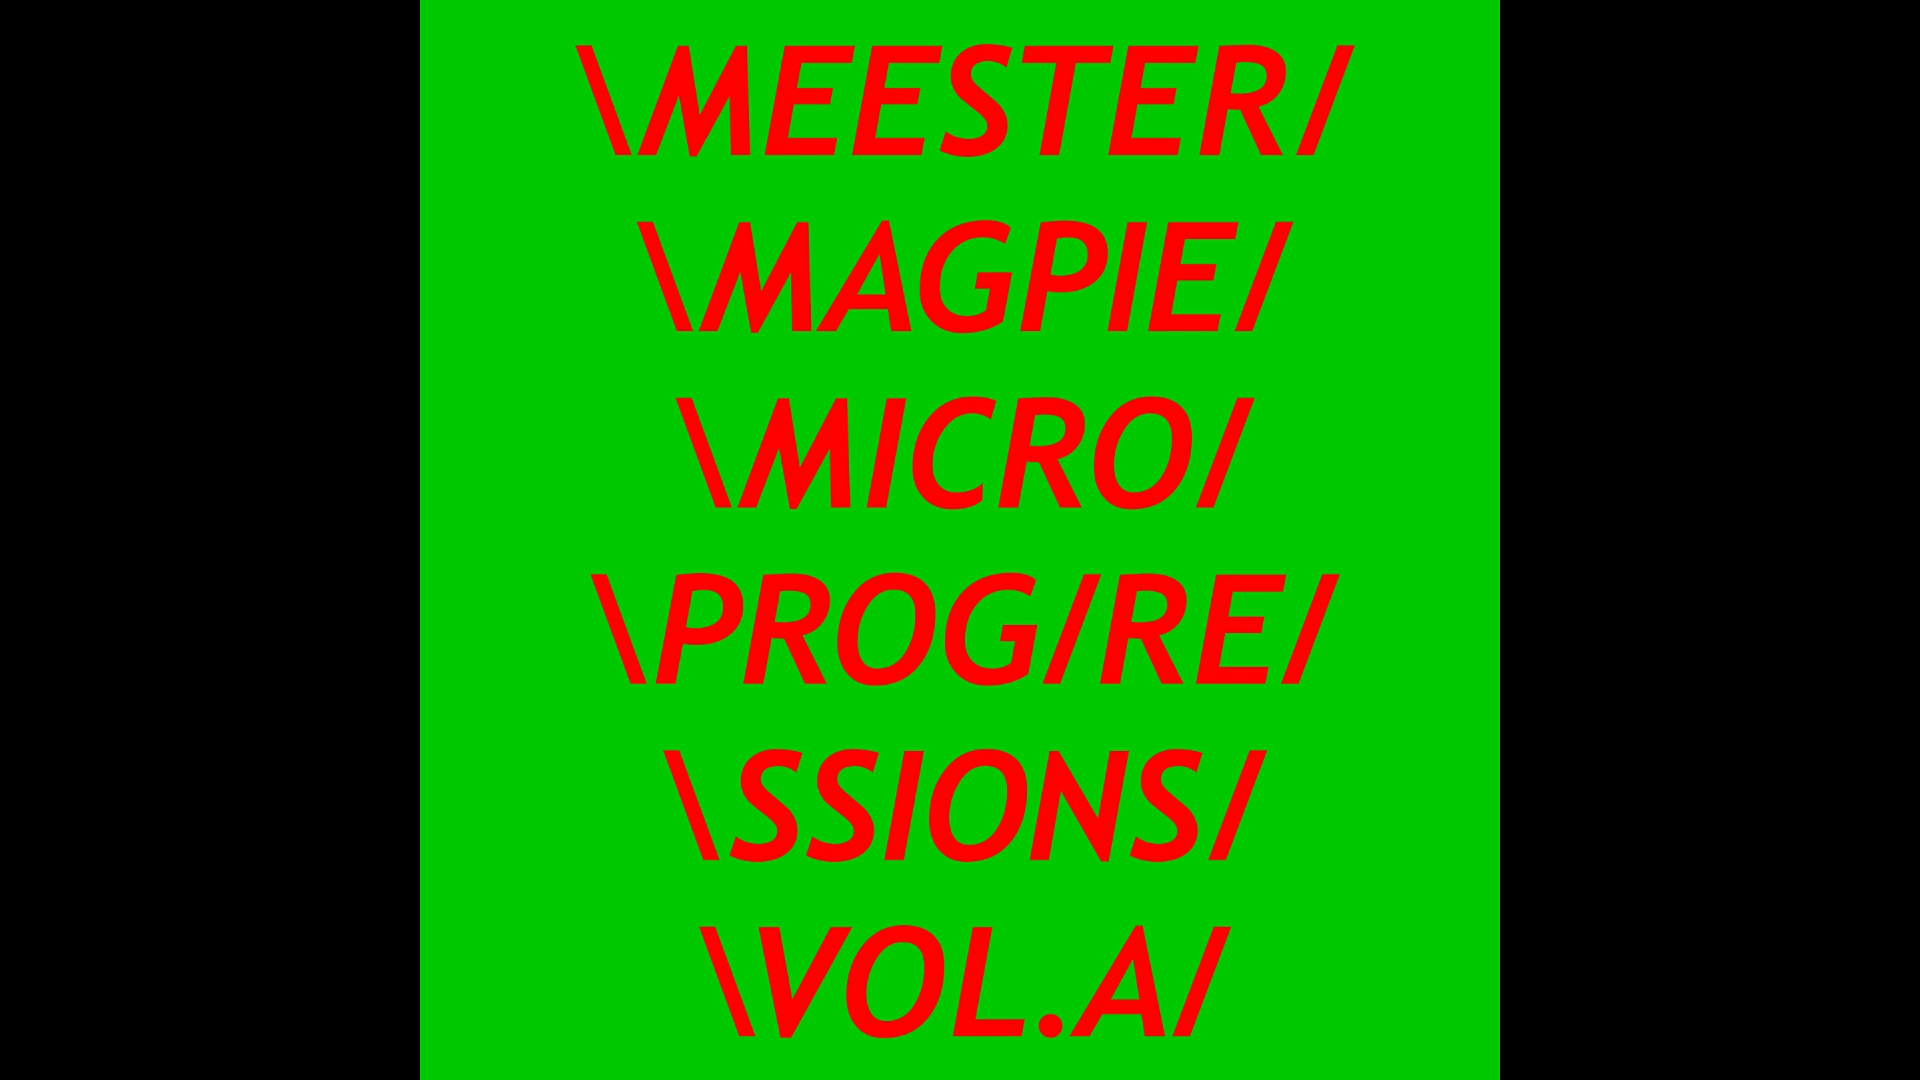 \MEESTER/
\MAGPIE/
\MICRO/
\PROG/RE/
\SSIONS/
\VOL.A/